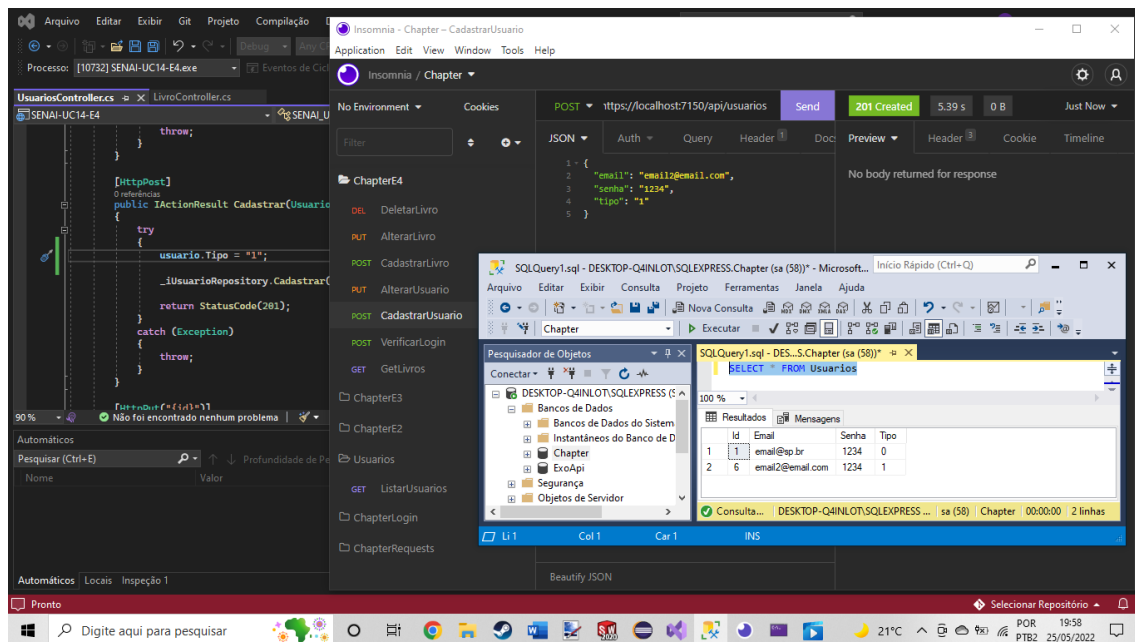 Arquivo Editar Exibir Git Projeto Compilação
Debug Any C
Processo: [10732] SENAI-UC14-E4.exe Eventos de Cicl
UsuariosController.cs LivroController.cs
SENAI-UC14-E4 SENAI_U
throw;
}
}
[HttpPost]
0 referências
public IActionResult Cadastrar(Usuario
{
try
{
usuario.Tipo = "1";
_iUsuarioRepository.Cadastrar(
return StatusCode(201);
}
catch (Exception)
{
throw;
}
}
[HttpPut("{id}")]
90 % Não foi encontrado nenhum problema
Automáticos
Pesquisar (Ctrl+E) Profundidade de Pe
Nome Valor
Automáticos Locais Inspeção 1
Pronto
Selecionar Repositório
Insomnia - Chapter – CadastrarUsuario
Application Edit View Window Tools Help
Insomnia / Chapter
No Environment Cookies
Filter
ChapterE4
DEL DeletarLivro
PUT AlterarLivro
POST CadastrarLivro
PUT AlterarUsuario
POST CadastrarUsuario
POST VerificarLogin
GET GetLivros
ChapterE3
ChapterE2
Usuarios
GET ListarUsuarios
ChapterLogin
ChapterRequests
POST https://localhost:7150/api/usuarios Send
JSON Auth Query Header 1 Doc
1 {
2 "email": "email2@email.com",
3 "senha": "1234",
4 "tipo": "1"
5 }
Beautify JSON
201 Created 5.39 s 0 B Just Now
Preview Header 3 Cookie Timeline
No body returned for response
SQLQuery1.sql - DESKTOP-Q4INLOT\SQLEXPRESS.Chapter (sa (58))* - Microsoft... Início Rápido (Ctrl+Q)
Arquivo Editar Exibir Consulta Projeto Ferramentas Janela Ajuda
Nova Consulta
Chapter Executar
Pesquisador de Objetos
Conectar
DESKTOP-Q4INLOT\SQLEXPRESS (S
Bancos de Dados
Bancos de Dados do Sistem
Instantâneos do Banco de D
Chapter
ExoApi
Segurança
Objetos de Servidor
SQLQuery1.sql - DES...S.Chapter (sa (58))*
SELECT * FROM Usuarios
100 %
Resultados Mensagens
Id Email Senha Tipo
1 1 email@sp.br 1234 0
2 6 email2@email.com 1234 1
Consulta... DESKTOP-Q4INLOT\SQLEXPRESS ... sa (58) Chapter 00:00:00 2 linhas
Li 1 Col 1 Car 1 INS
Digite aqui para pesquisar
21°C
POR
PTB2
19:58
25/05/2022